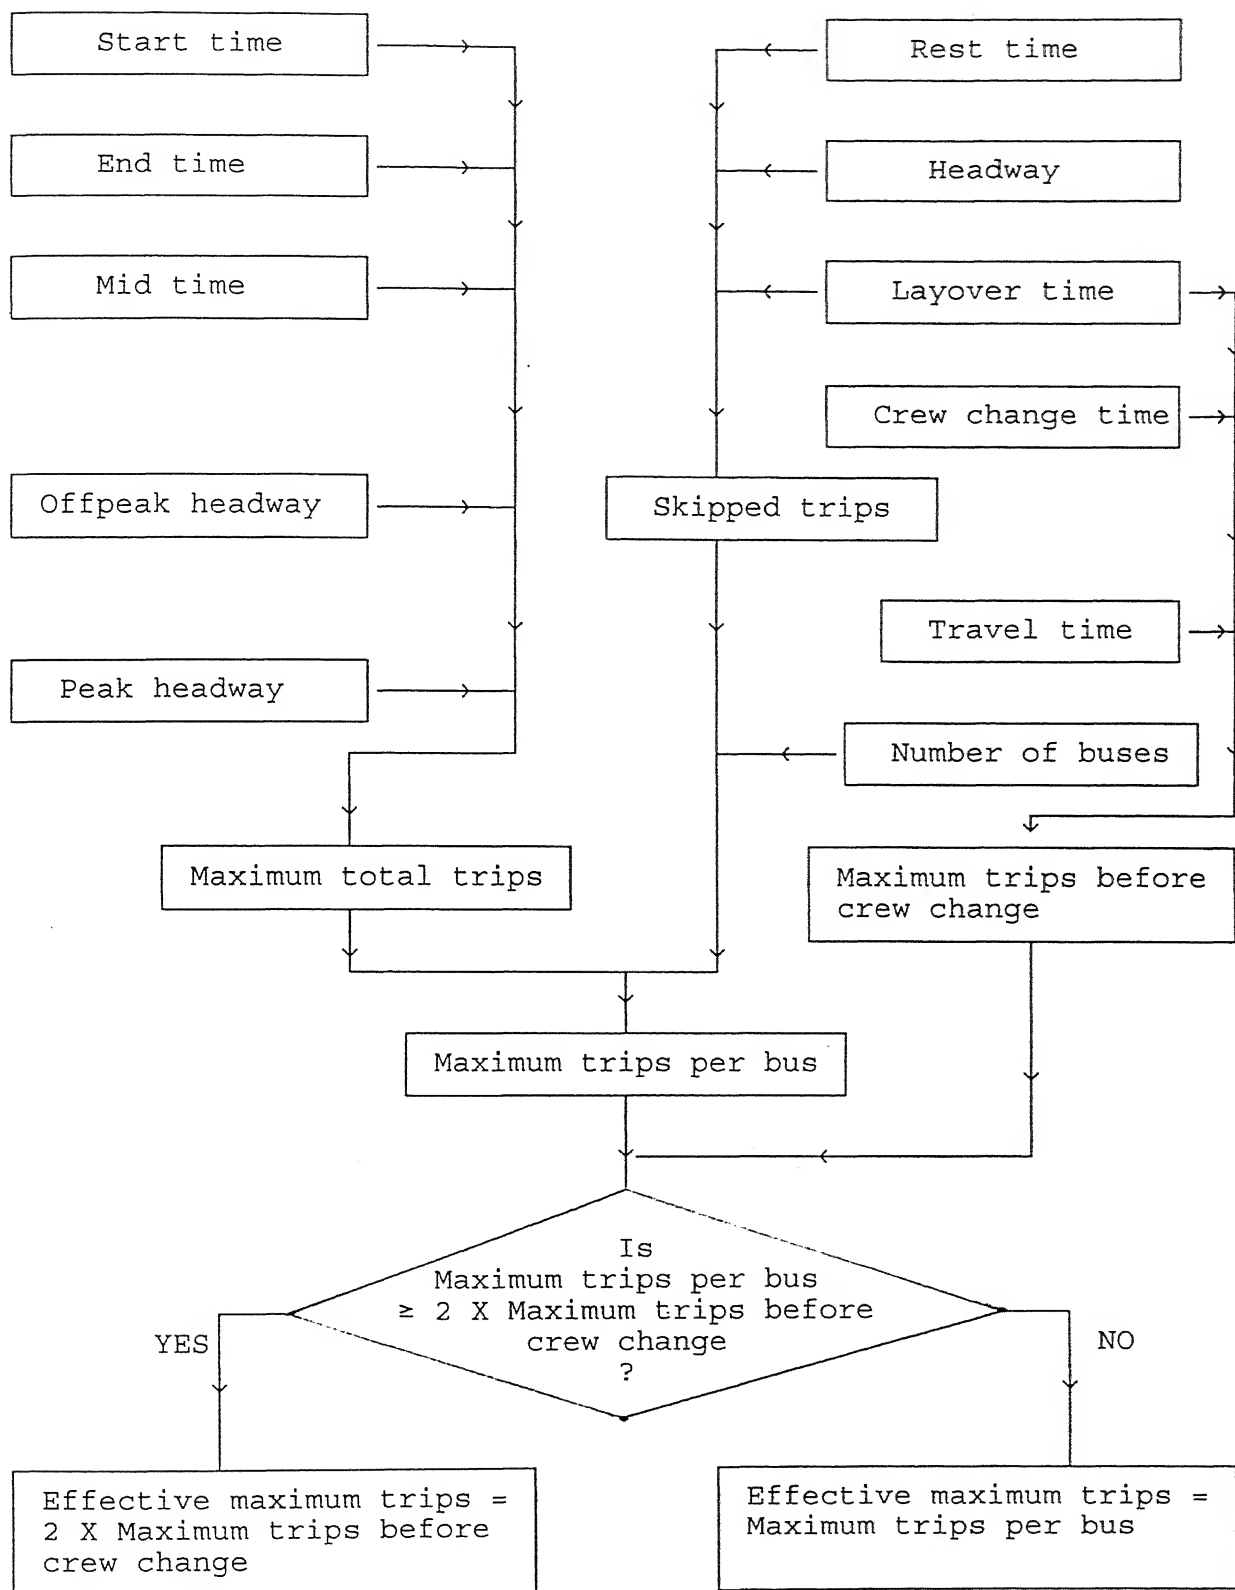 Start time
Rest time
End time
Headway
Mid time
Layover time
Crew change time
Offpeak headway
Skipped trips
Travel time
Peak headway
Number of buses
Maximum total trips
Maximum trips before
crew change
Maximum trips per bus
Is
Maximum trips per bus
≥ 2 X Maximum trips before
crew change
?
YES
NO
Effective maximum trips =
2 X Maximum trips before
crew change
Effective maximum trips =
Maximum trips per bus